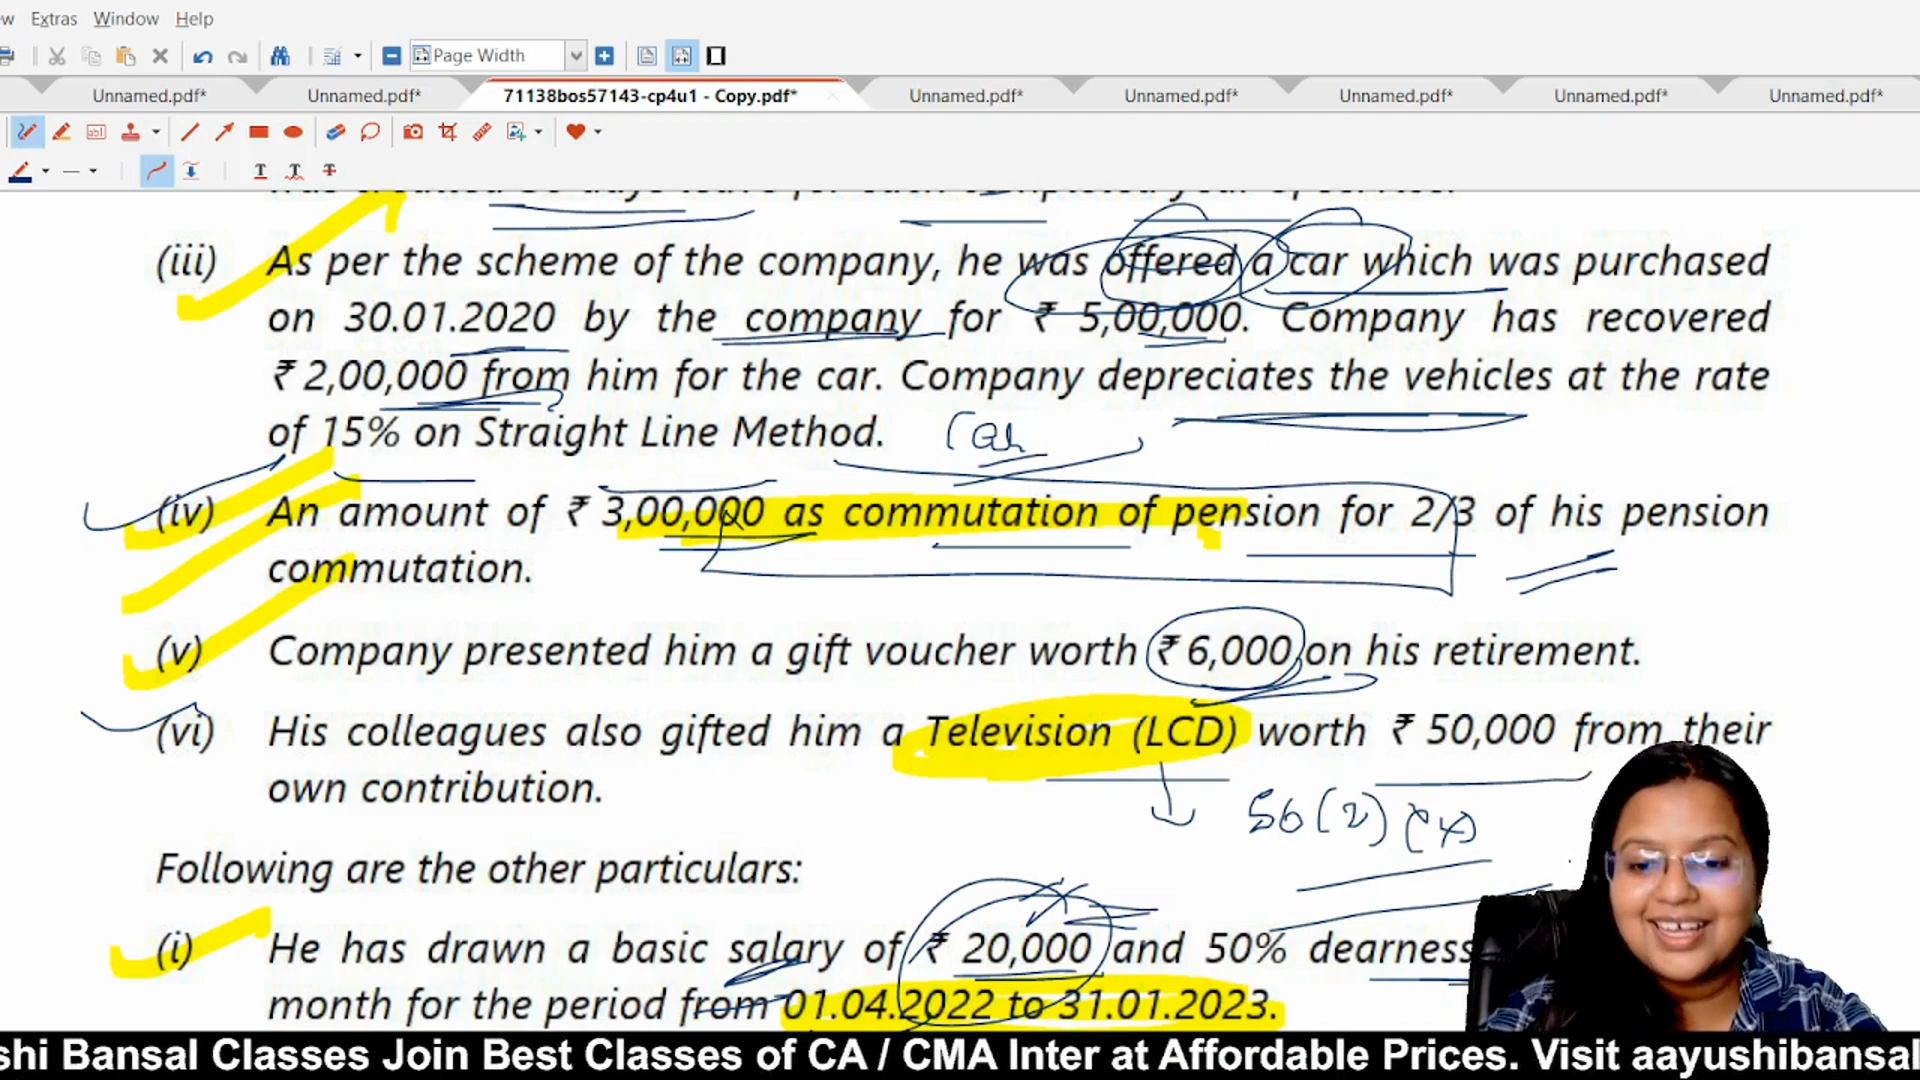 Extras Window Help
Page Width
Unnamed.pdf* Unnamed.pdf* 71138bos57143-cp4u1 - Copy.pdf* Unnamed.pdf* Unnamed.pdf* Unnamed.pdf* Unnamed.pdf* Unnamed.pdf*
(iii) As per the scheme of the company, he was offered a car which was purchased
on 30.01.2020 by the company for ₹ 5,00,000. Company has recovered
₹ 2,00,000 from him for the car. Company depreciates the vehicles at the rate
of 15% on Straight Line Method.
(iv) An amount of ₹ 3,00,000 as commutation of pension for 2/3 of his pension
commutation.
(v) Company presented him a gift voucher worth ₹ 6,000 on his retirement.
(vi) His colleagues also gifted him a Television (LCD) worth ₹ 50,000 from their
own contribution.
56(2)(x)
Following are the other particulars:
(i) He has drawn a basic salary of ₹ 20,000 and 50% dearness
month for the period from 01.04.2022 to 31.01.2023.
shi Bansal Classes Join Best Classes of CA / CMA Inter at Affordable Prices. Visit aayushibansal